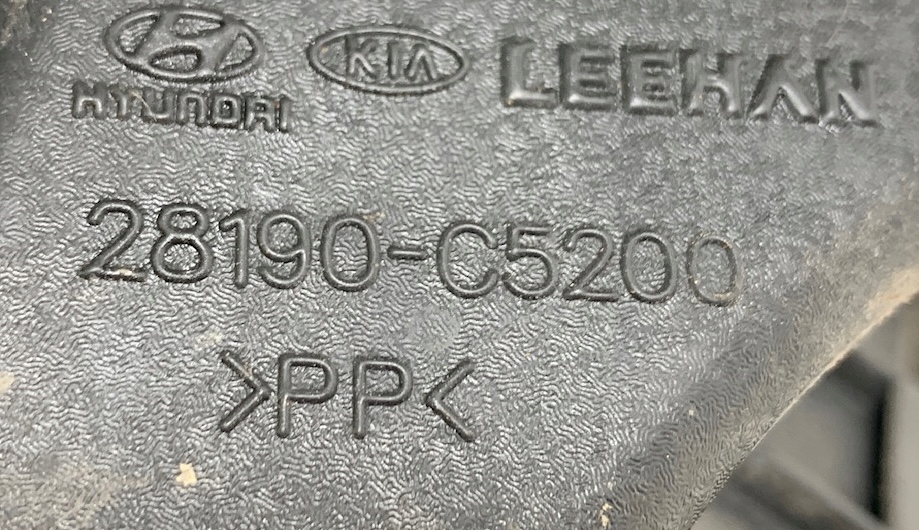 HYUNDAI KIA LEEHAN
28190-C5200
>PP<